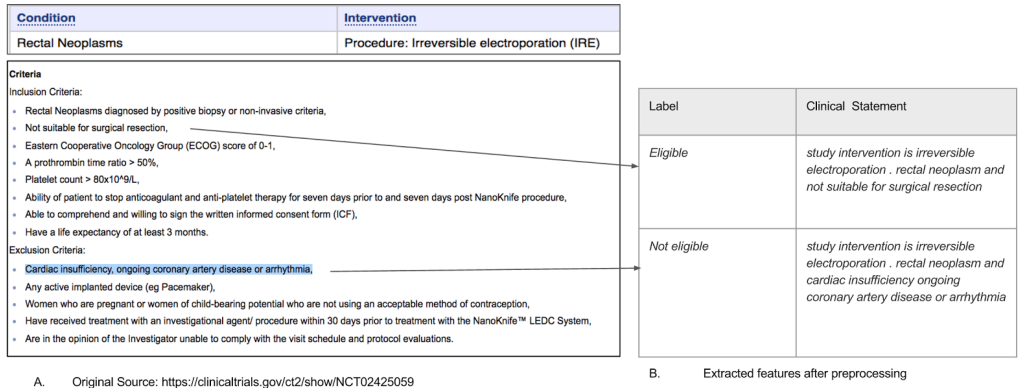 Condition Intervention
Rectal Neoplasms Procedure: Irreversible electroporation (IRE)
Criteria
Inclusion Criteria:
Rectal Neoplasms diagnosed by positive biopsy or non-invasive criteria,
Not suitable for surgical resection,
Eastern Cooperative Oncology Group (ECOG) score of 0-1,
A prothrombin time ratio > 50%,
Platelet count > 80x10^9/L,
Ability of patient to stop anticoagulant and anti-platelet therapy for seven days prior to and seven days post NanoKnife procedure,
Able to comprehend and willing to sign the written informed consent form (ICF),
Have a life expectancy of at least 3 months.
Exclusion Criteria:
Cardiac insufficiency, ongoing coronary artery disease or arrhythmia,
Any active implanted device (eg Pacemaker),
Women who are pregnant or women of child-bearing potential who are not using an acceptable method of contraception,
Have received treatment with an investigational agent/ procedure within 30 days prior to treatment with the NanoKnife™ LEDC System,
Are in the opinion of the Investigator unable to comply with the visit schedule and protocol evaluations.
A. Original Source: https://clinicaltrials.gov/ct2/show/NCT02425059
Label Clinical Statement
Eligible study intervention is irreversible
electroporation . rectal neoplasm and
not suitable for surgical resection
Not eligible study intervention is irreversible
electroporation . rectal neoplasm and
cardiac insufficiency ongoing
coronary artery disease or arrhythmia
B. Extracted features after preprocessing